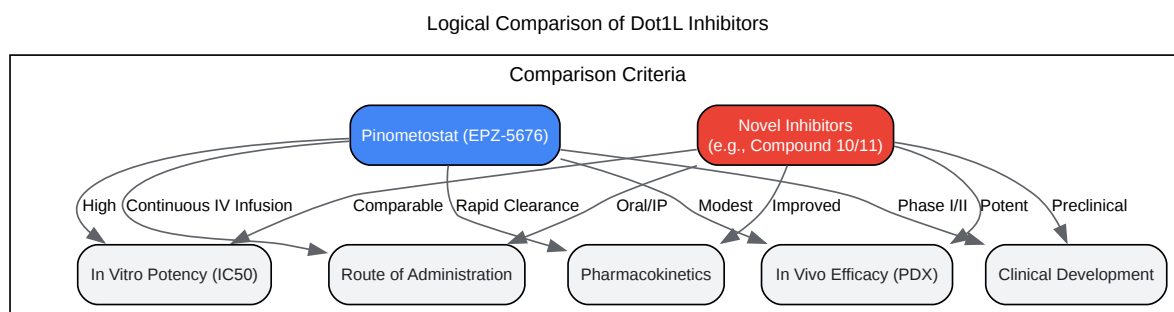 Logical Comparison of Dot1L Inhibitors
Comparison Criteria
Pinometostat (EPZ-5676)
Novel Inhibitors
(e.g., Compound 10/11)
High
Continuous IV Infusion
Comparable
Rapid Clearance
Oral/IP
Modest
Improved
Phase I/II
Potent
Preclinical
In Vitro Potency (IC50)
Route of Administration
Pharmacokinetics
In Vivo Efficacy (PDX)
Clinical Development